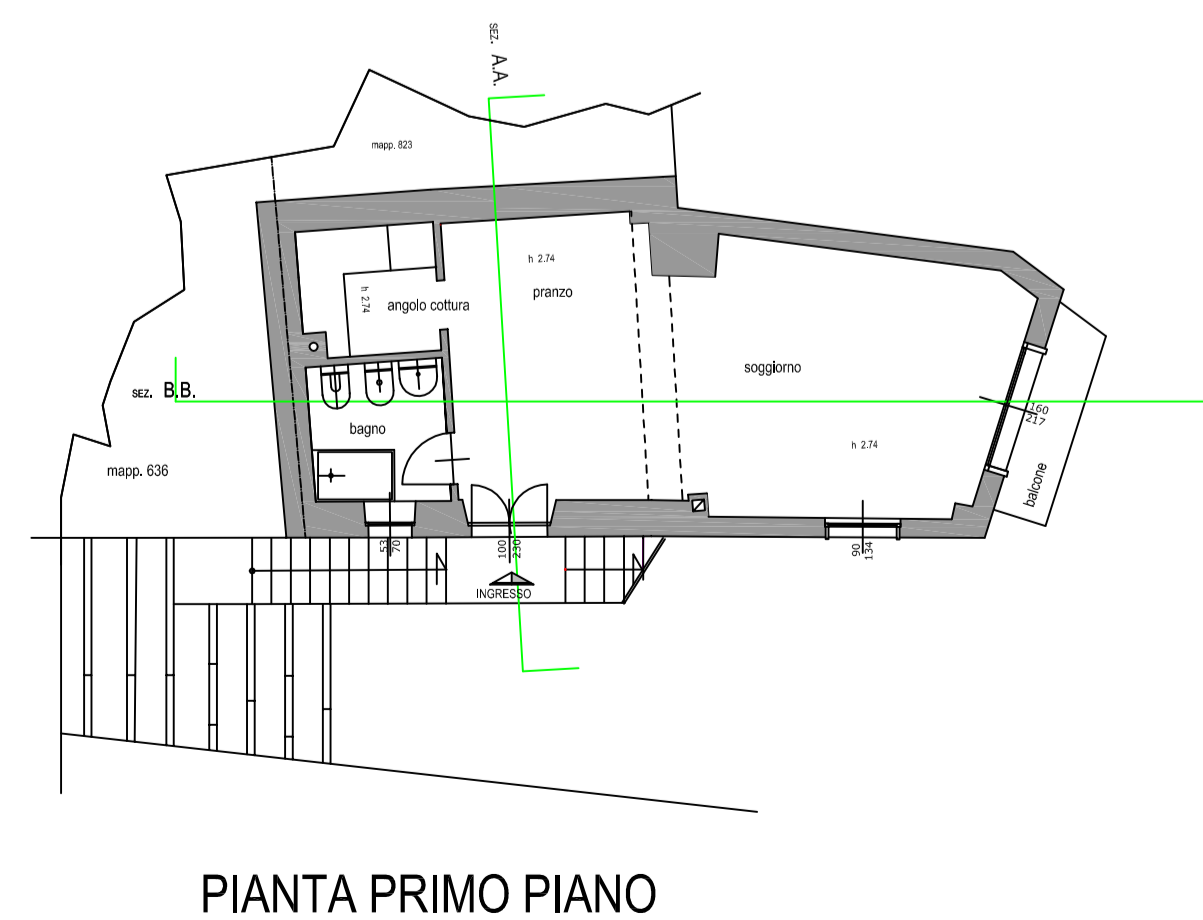 SEZ. A.A.
mapp. 823
h 2.74
pranzo
h 2.74
angolo cottura
soggiorno
SEZ. B.B.
160
217
bagno
h 2.74
mapp. 636
balcone
53
70
100
230
90
134
INGRESSO
PIANTA PRIMO PIANO